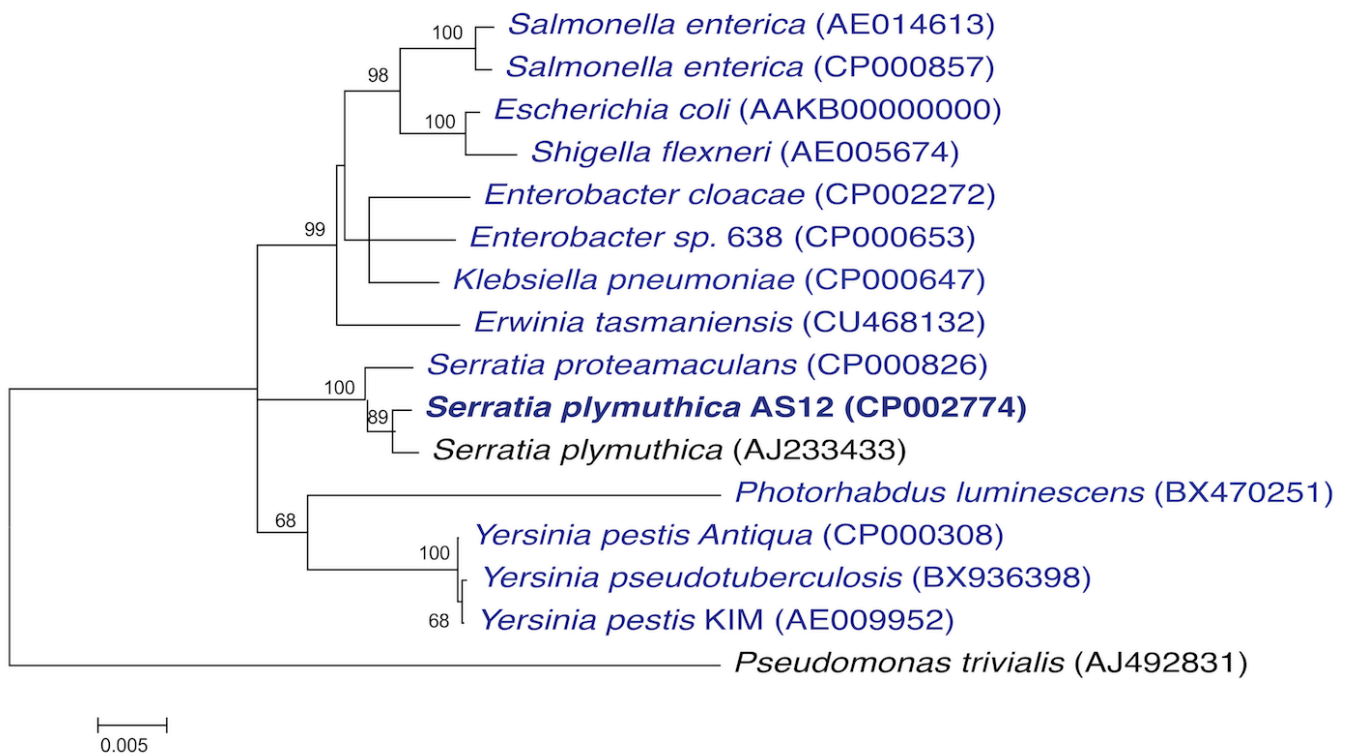 Salmonella enterica (AE014613)
100
Salmonella enterica (CP000857)
98
Escherichia coli (AAKB00000000)
100
Shigella flexneri (AE005674)
Enterobacter cloacae (CP002272)
99
Enterobacter sp. 638 (CP000653)
Klebsiella pneumoniae (CP000647)
Erwinia tasmaniensis (CU468132)
Serratia proteamaculans (CP000826)
100
Serratia plymuthica AS12 (CP002774)
89
Serratia plymuthica (AJ233433)
Photorhabdus luminescens (BX470251)
68
Yersinia pestis Antiqua (CP000308)
100
Yersinia pseudotuberculosis (BX936398)
68
Yersinia pestis KIM (AE009952)
Pseudomonas trivialis (AJ492831)
0.005